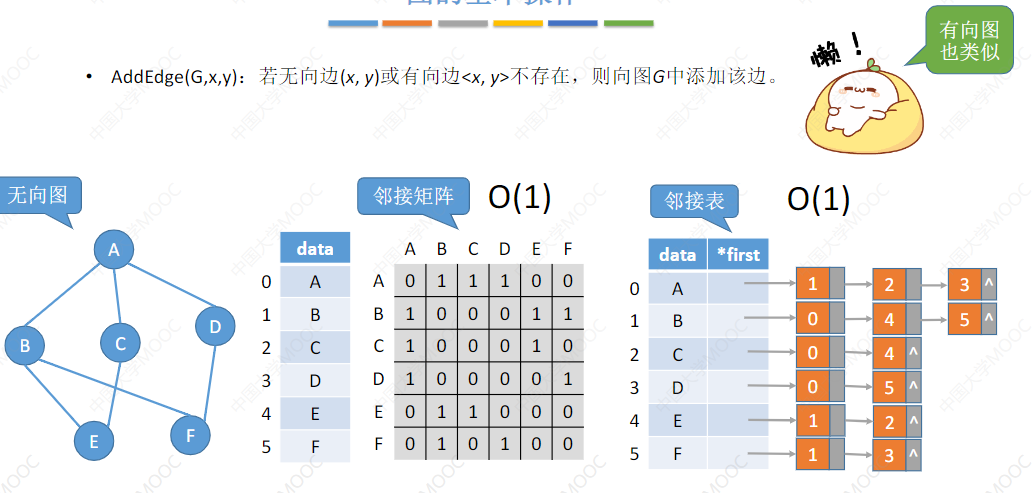 图的基本操作
• AddEdge(G,x,y)：若无向边(x, y)或有向边<x, y>不存在，则向图G中添加该边。
懒！
有向图
也类似
无向图
邻接矩阵
O(1)
邻接表
O(1)
A
B
C
D
E
F
data
0 A
1 B
2 C
3 D
4 E
5 F
A B C D E F
A 0 1 1 1 0 0
B 1 0 0 0 1 1
C 1 0 0 0 1 0
D 1 0 0 0 0 1
E 0 1 1 0 0 0
F 0 1 0 1 0 0
data *first
0 A 1 2 3 ^
1 B 0 4 5 ^
2 C 0 4 ^
3 D 0 5 ^
4 E 1 2 ^
5 F 1 3 ^
中国大学MOOC